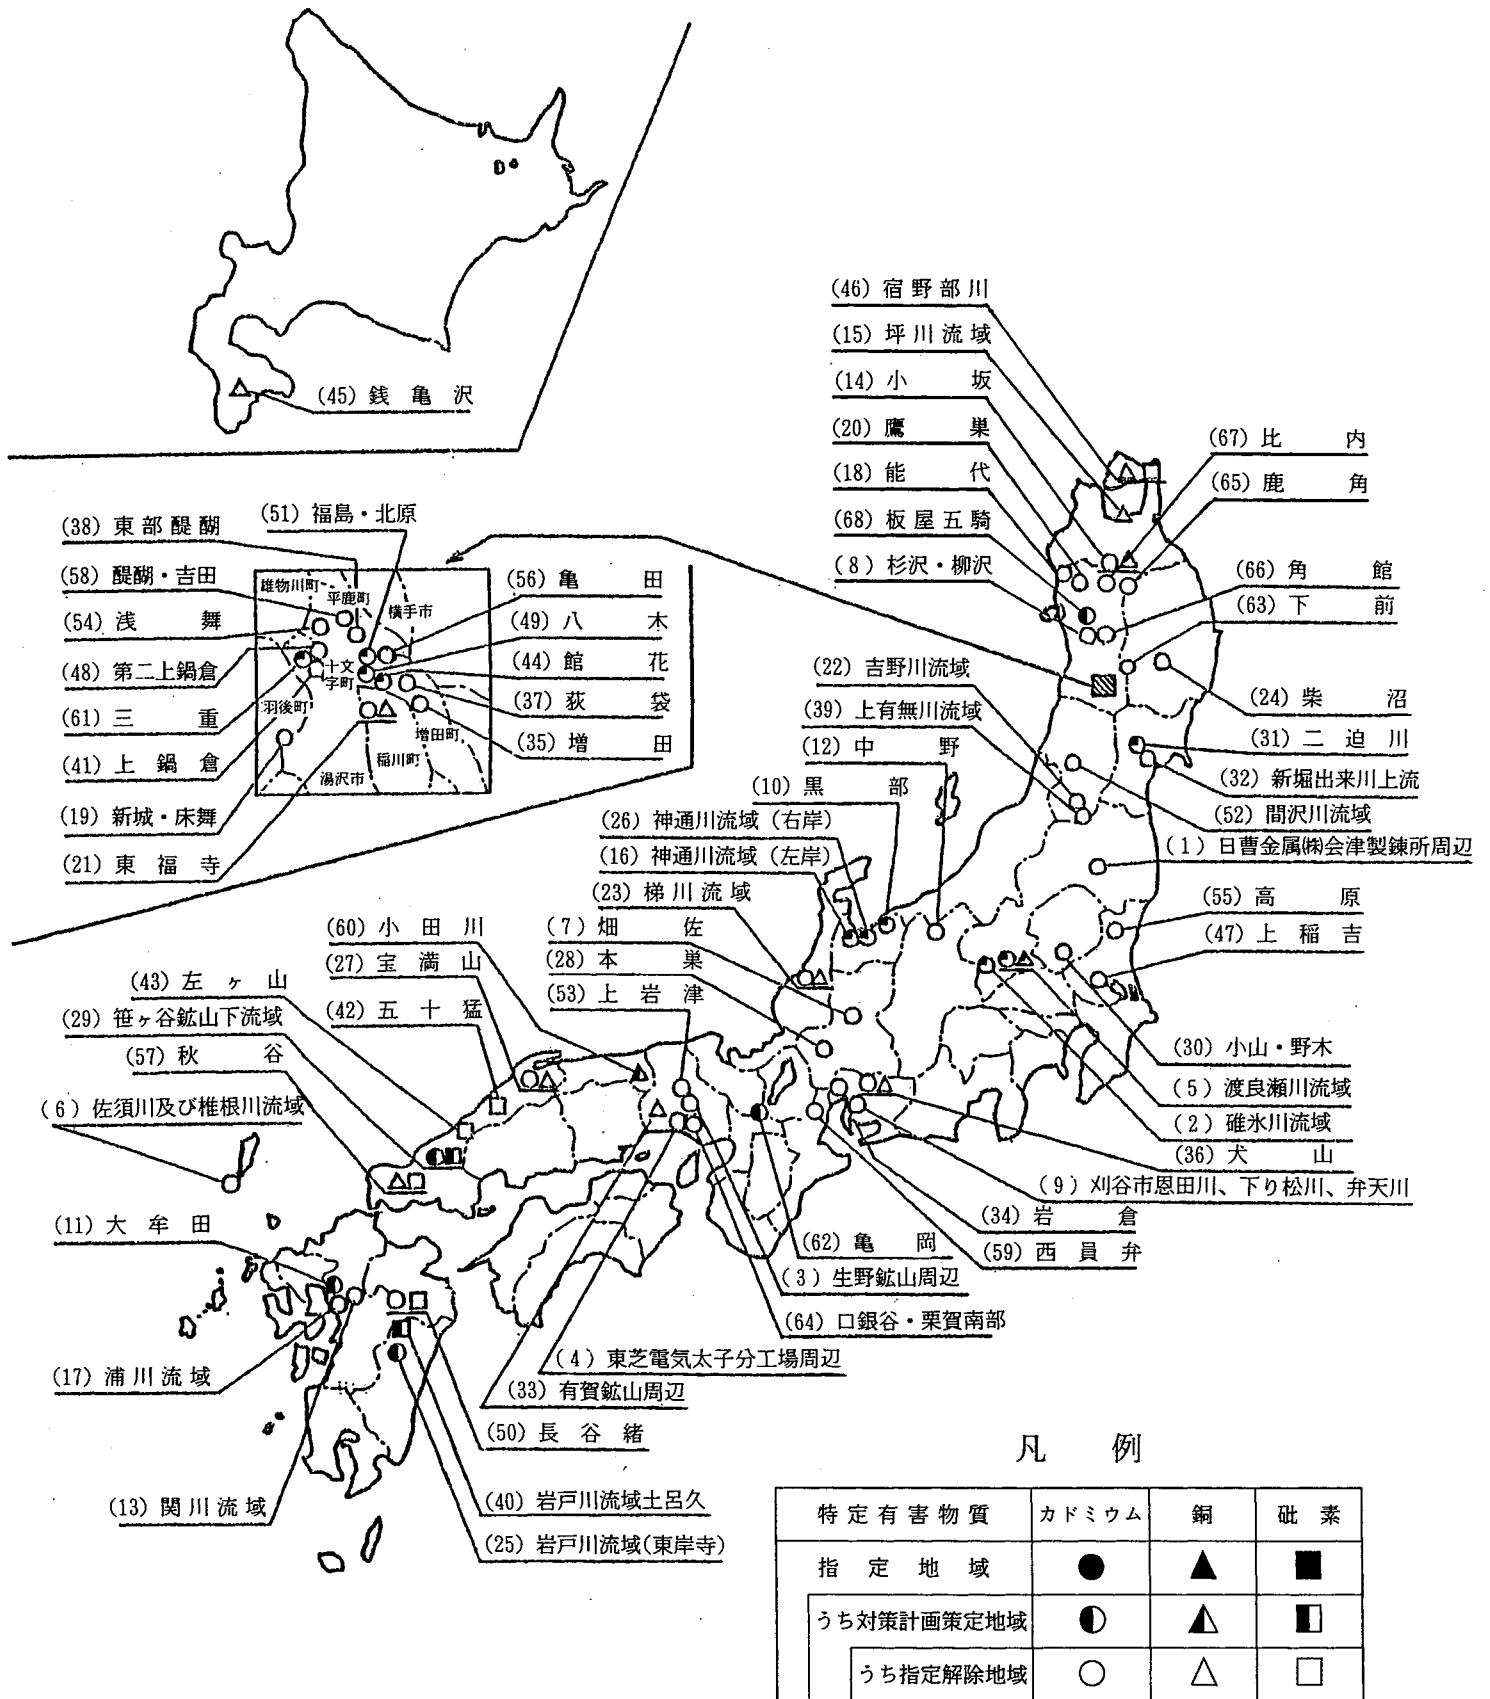 (45) 銭亀沢
(46) 宿野部川
(15) 坪川流域
(14) 小坂
(20) 鷹巣
(18) 能代
(68) 板屋五騎
(8) 杉沢・柳沢
(67) 比内
(65) 鹿角
(66) 角館
(63) 下前
(22) 吉野川流域
(39) 上有無川流域
(12) 中野
(10) 黒部
(26) 神通川流域(右岸)
(16) 神通川流域(左岸)
(23) 梯川流域
(24) 柴沼
(31) 二迫川
(32) 新堀出来川上流
(52) 間沢川流域
(1) 日曹金属㈱会津製錬所周辺
(55) 高原
(47) 上稲吉
(38) 東部醍醐
(51) 福島・北原
(58) 醍醐・吉田
(54) 浅舞
(48) 第二上鍋倉
(61) 三重
(41) 上鍋倉
(19) 新城・床舞
(21) 東福寺
雄物川町
平鹿町
横手市
十文
字町
羽後町
増田町
稲川町
湯沢市
(56) 亀田
(49) 八木
(44) 館花
(37) 荻袋
(35) 増田
(60) 小田川
(27) 宝満山
(42) 五十猛
(7) 畑佐
(28) 本巣
(53) 上岩津
(43) 左ヶ山
(29) 笹ヶ谷鉱山下流域
(57) 秋谷
(6) 佐須川及び椎根川流域
(11) 大牟田
(17) 浦川流域
(13) 関川流域
(30) 小山・野木
(5) 渡良瀬川流域
(2) 碓氷川流域
(36) 犬山
(9) 刈谷市恩田川、下り松川、弁天川
(34) 岩倉
(59) 西員弁
(62) 亀岡
(3) 生野鉱山周辺
(64) 口銀谷・栗賀南部
(4) 東芝電気太子分工場周辺
(33) 有賀鉱山周辺
(50) 長谷緒
(40) 岩戸川流域土呂久
(25) 岩戸川流域(東岸寺)
凡例
特定有害物質 カドミウム 銅 砒素
指定地域 ● ▲ ■
うち対策計画策定地域 ◐ ◮ ◧
うち指定解除地域 ○ △ □